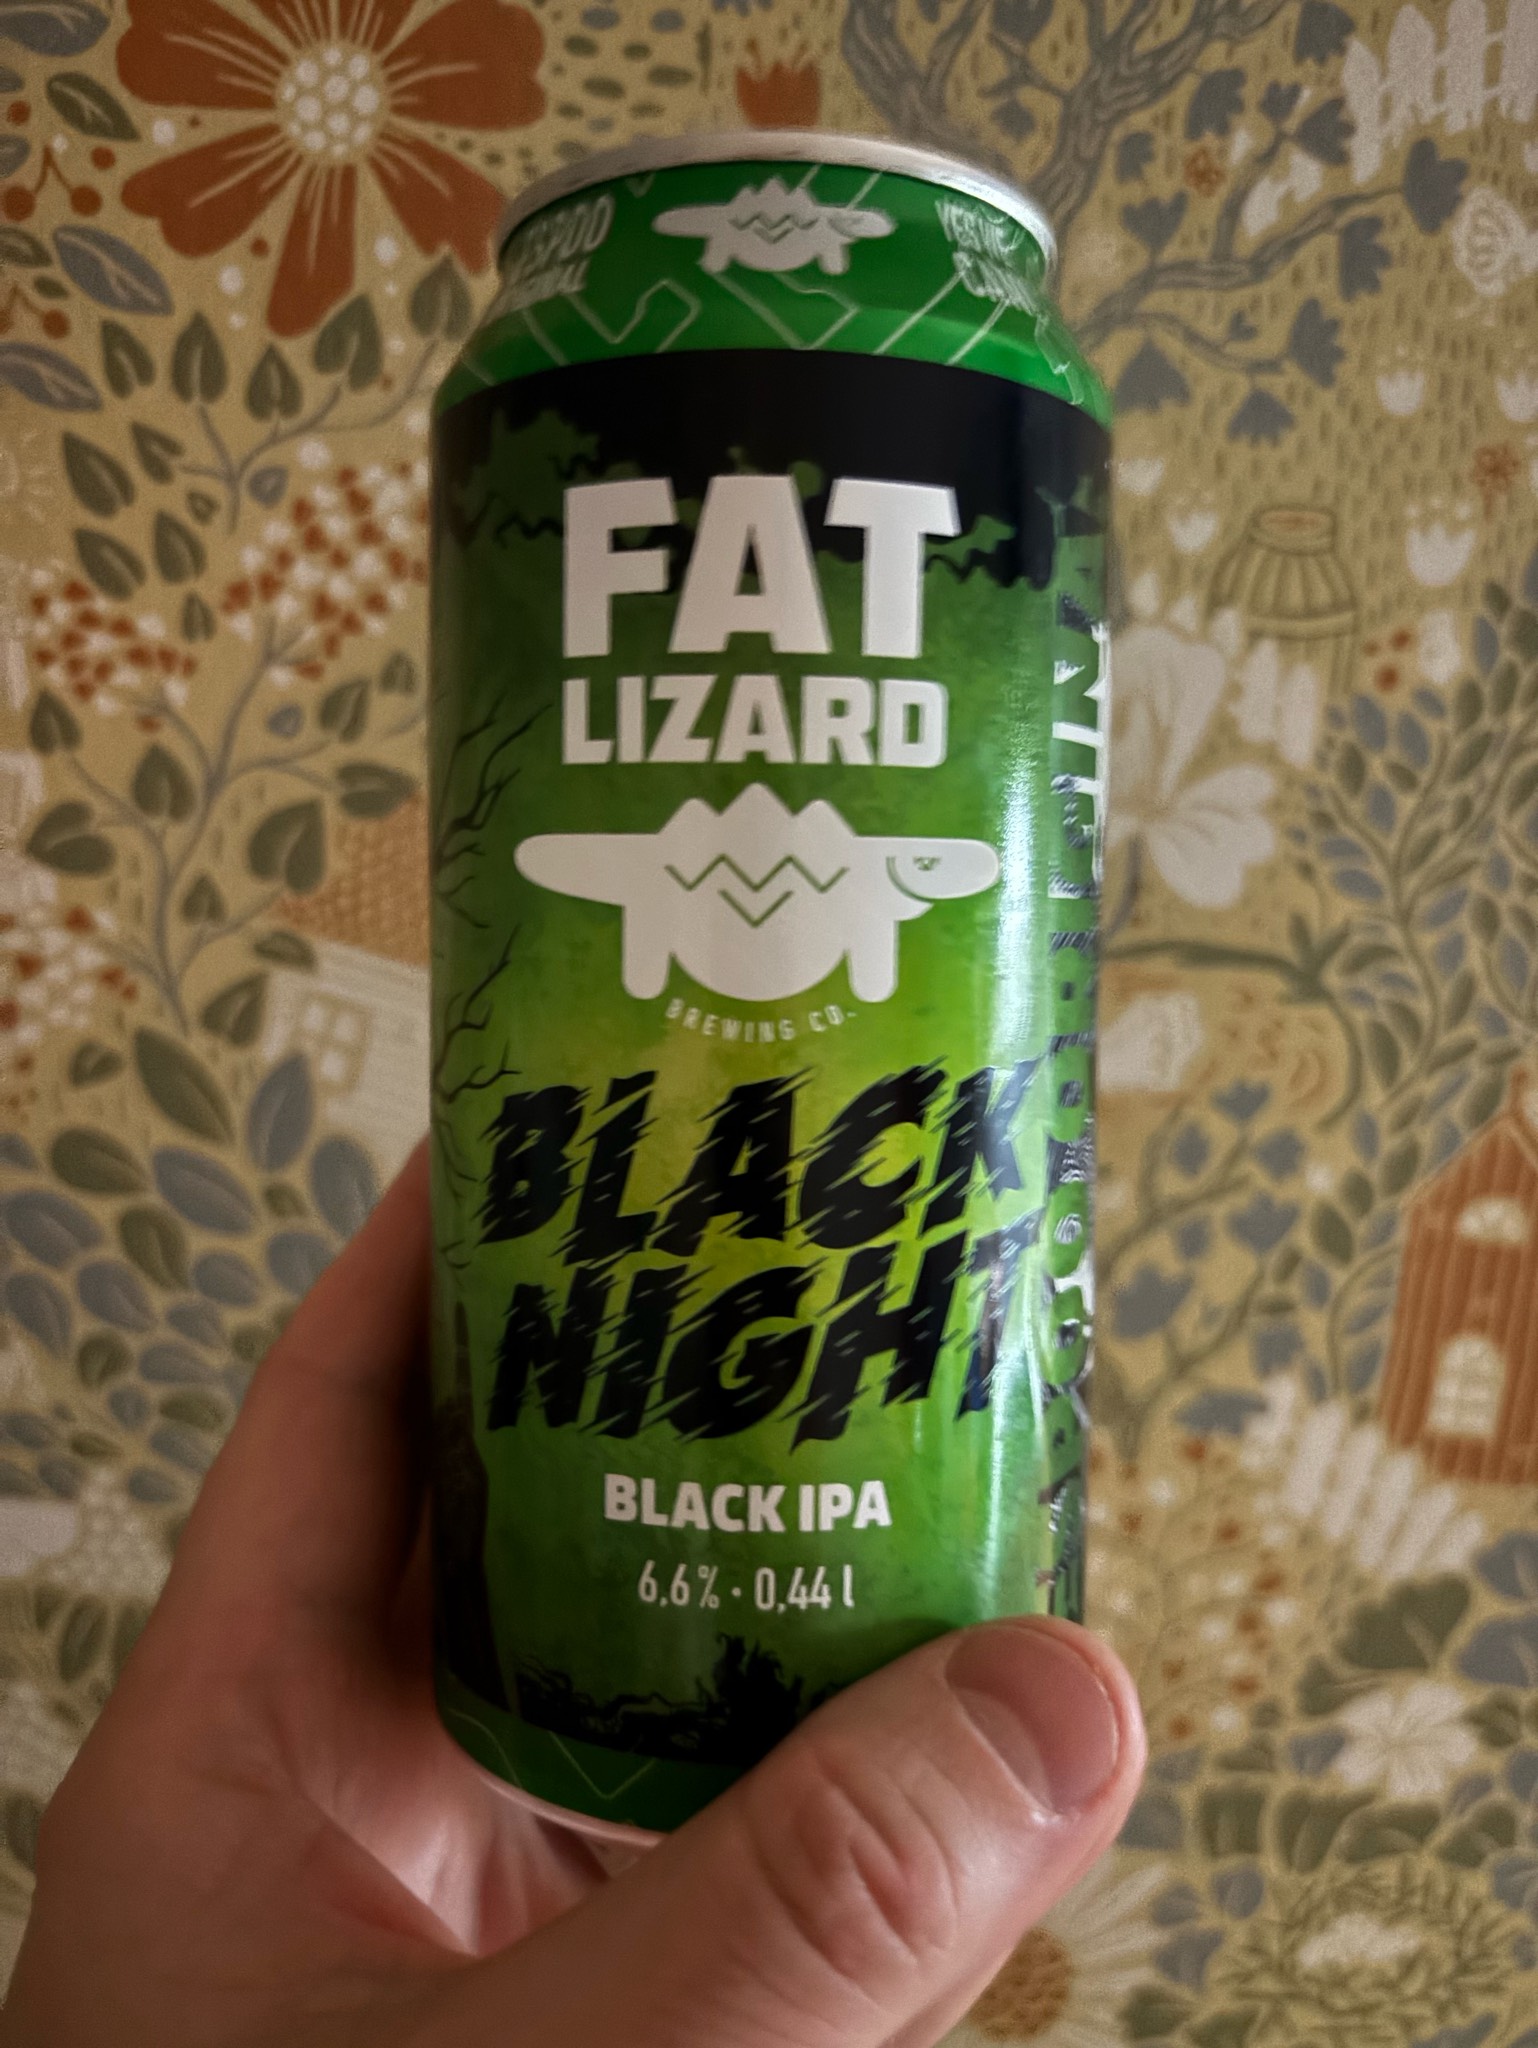 FAT
LIZARD
BREWING CO.
BLACK
NIGHT
BLACK IPA
6,6% · 0,44 l